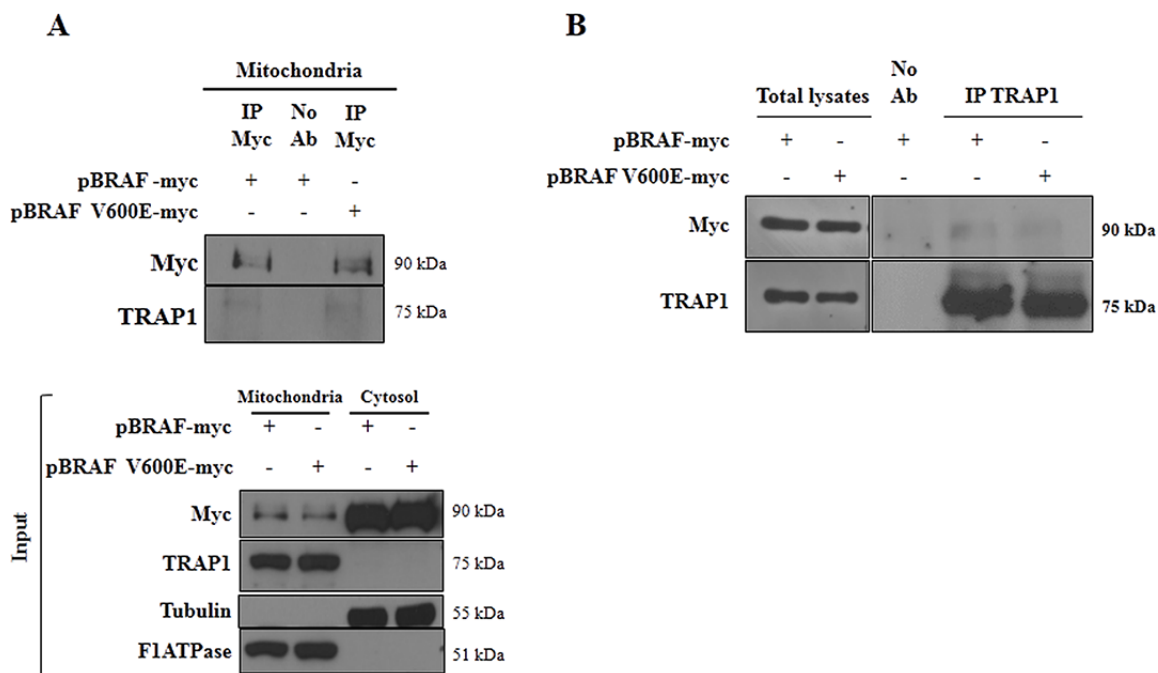 A
Mitochondria
IP Myc No Ab IP Myc
pBRAF -myc + + -
pBRAF V600E-myc - - +
Myc 90 kDa
TRAP1 75 kDa
Input
Mitochondria Cytosol
pBRAF-myc + - + -
pBRAF V600E-myc - + - +
Myc 90 kDa
TRAP1 75 kDa
Tubulin 55 kDa
F1ATPase 51 kDa
B
Total lysates No Ab IP TRAP1
pBRAF-myc + - + + -
pBRAF V600E-myc - + - - +
Myc 90 kDa
TRAP1 75 kDa